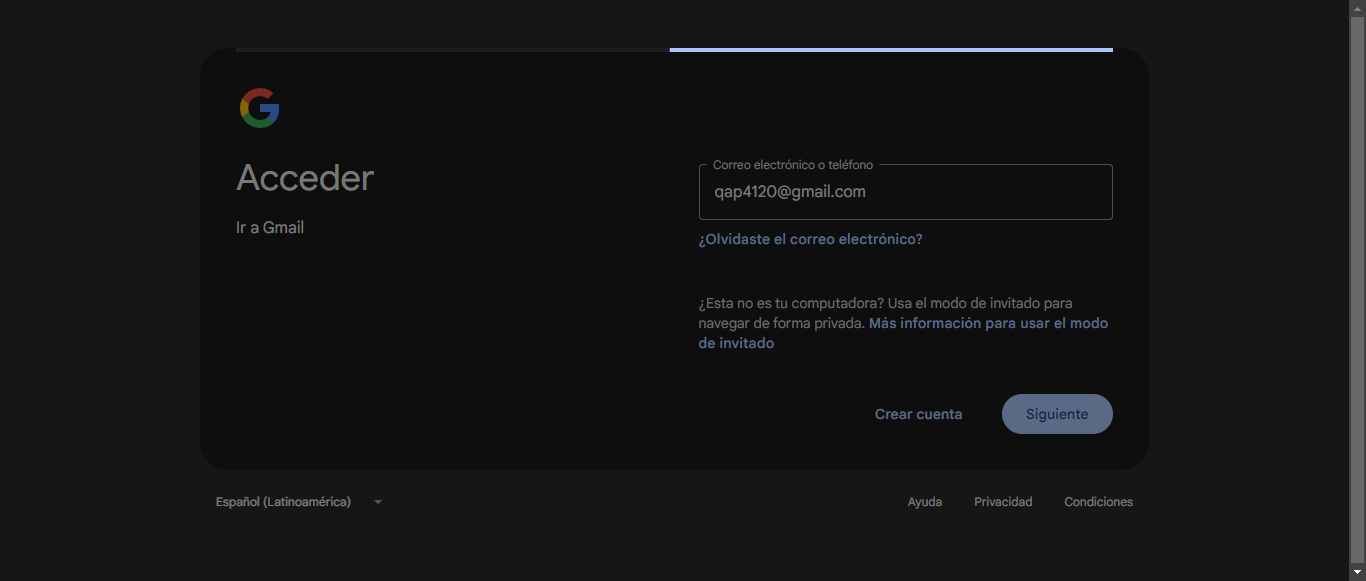 Acceder
Ir a Gmail
Correo electrónico o teléfono
qap4120@gmail.com
¿Olvidaste el correo electrónico?
¿Esta no es tu computadora? Usa el modo de invitado para
navegar de forma privada. Más información para usar el modo
de invitado
Crear cuenta
Siguiente
Español (Latinoamérica)
Ayuda
Privacidad
Condiciones